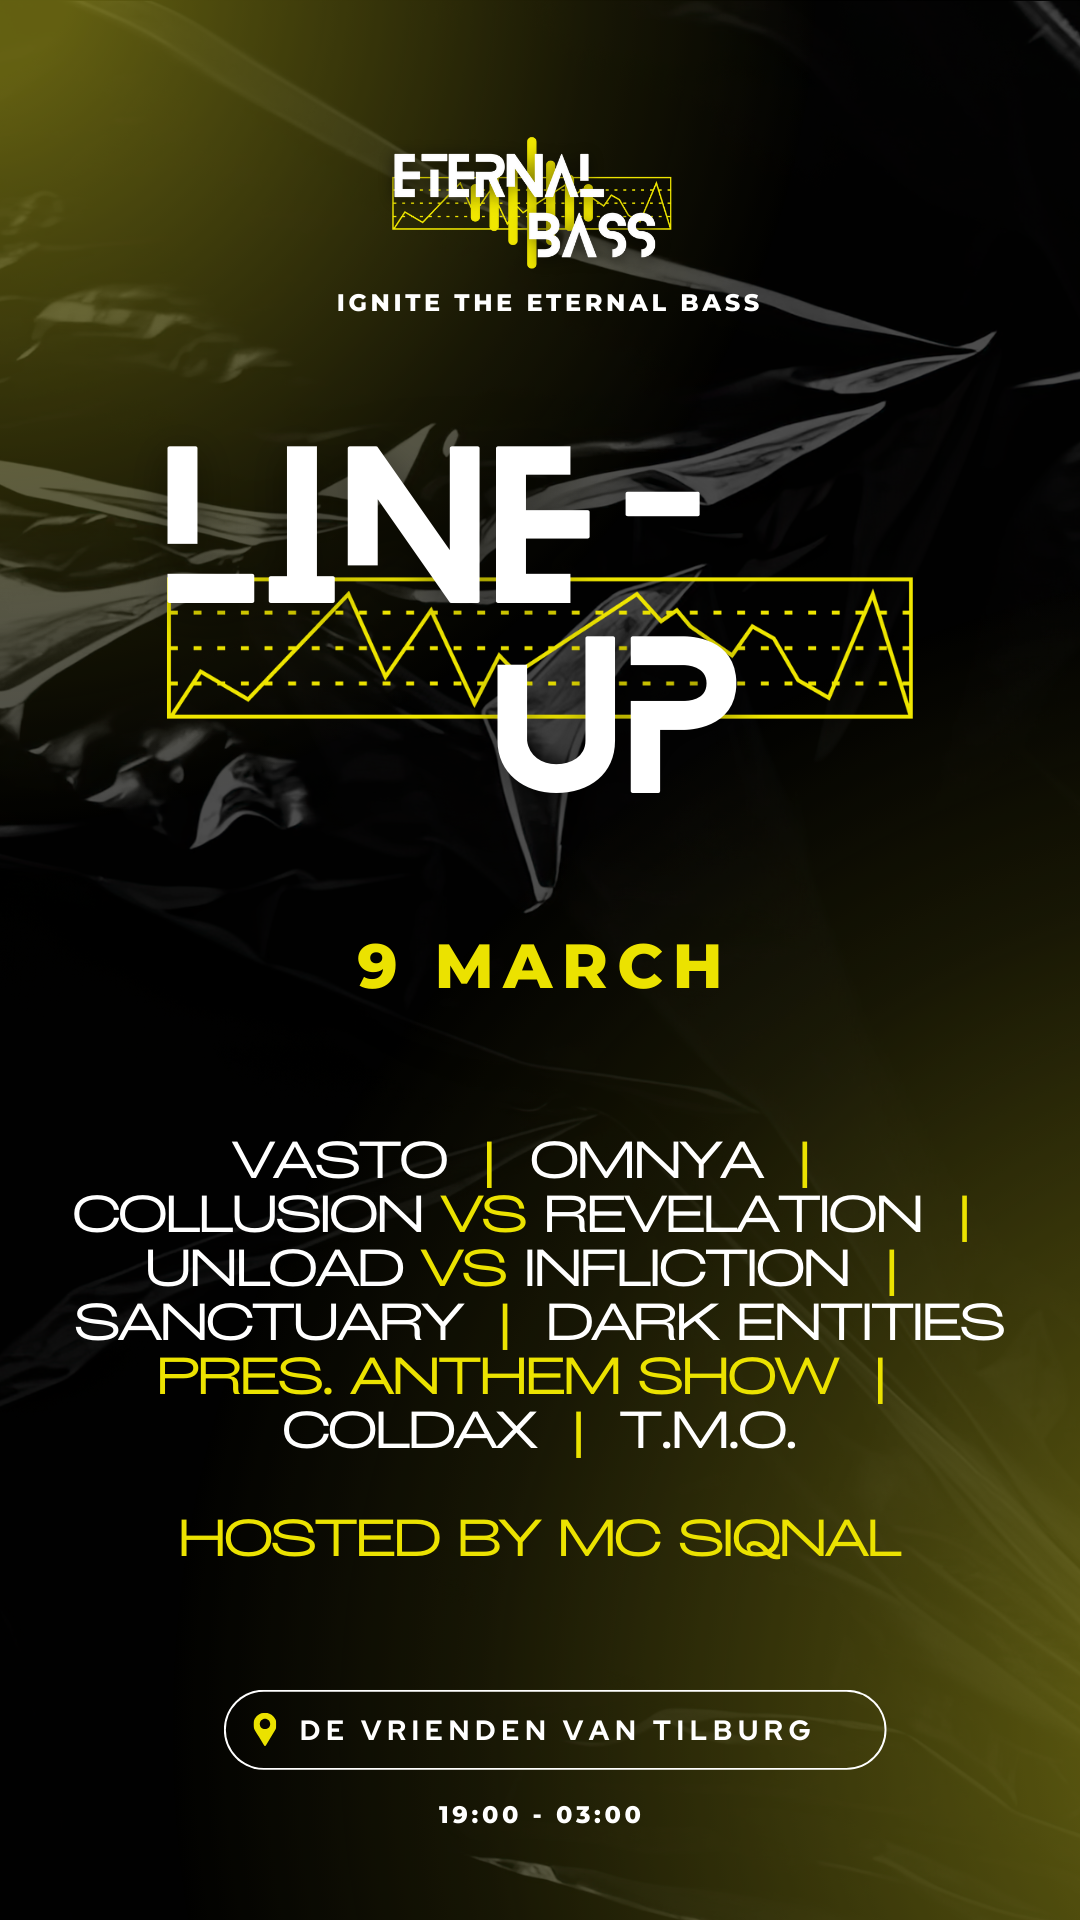 ETERNAL
BASS
IGNITE THE ETERNAL BASS
LINE-
UP
9 MARCH
VASTO | OMNYA |
COLLUSION VS REVELATION |
UNLOAD VS INFLICTION |
SANCTUARY | DARK ENTITIES
PRES. ANTHEM SHOW |
COLDAX | T.M.O.
HOSTED BY MC SIQNAL
DE VRIENDEN VAN TILBURG
19:00 - 03:00